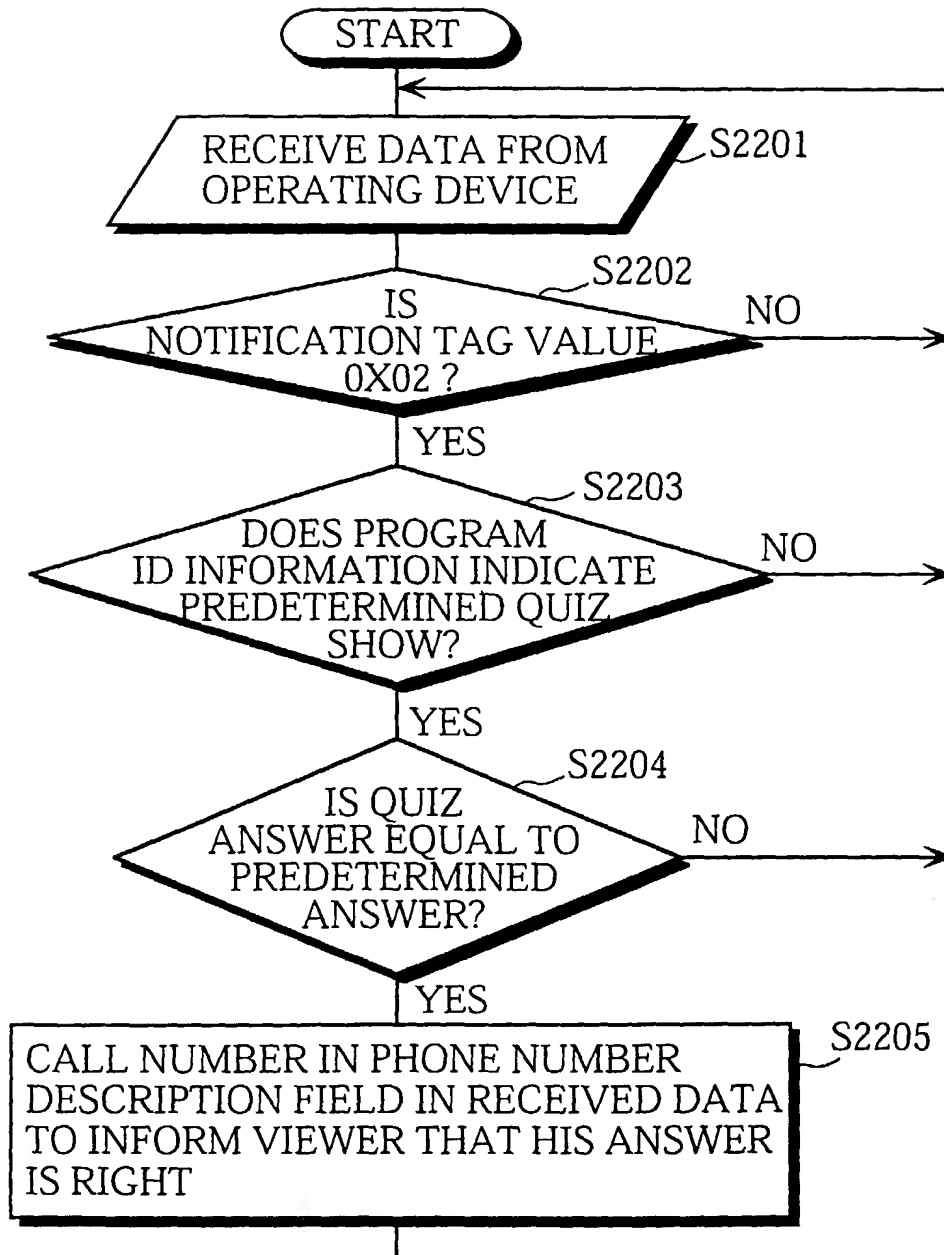 START
RECEIVE DATA FROM
OPERATING DEVICE
S2201
S2202
IS
NOTIFICATION TAG VALUE
0X02 ?
NO
YES
S2203
DOES PROGRAM
ID INFORMATION INDICATE
PREDETERMINED QUIZ
SHOW?
NO
YES
S2204
IS QUIZ
ANSWER EQUAL TO
PREDETERMINED
ANSWER?
NO
YES
S2205
CALL NUMBER IN PHONE NUMBER
DESCRIPTION FIELD IN RECEIVED DATA
TO INFORM VIEWER THAT HIS ANSWER
IS RIGHT